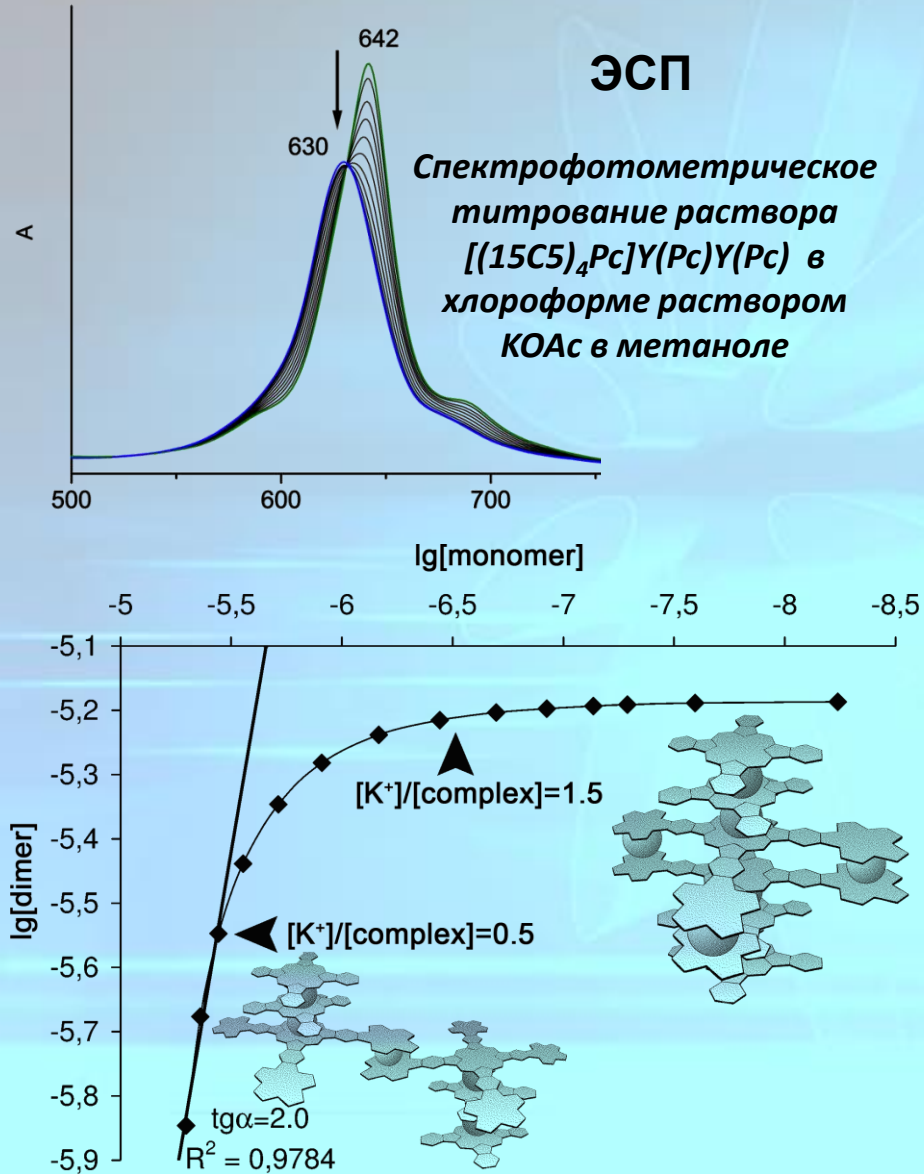 642
ЭСП
630
Спектрофотометрическое
титрование раствора
[(15C5)₄Pc]Y(Pc)Y(Pc) в
хлороформе раствором
KOAc в метаноле
A
500 600 700
lg[monomer]
-5 -5,5 -6 -6,5 -7 -7,5 -8 -8,5
-5,1
-5,2
-5,3
[K⁺]/[complex]=1.5
-5,4
lg[dimer]
-5,5
[K⁺]/[complex]=0.5
-5,6
-5,7
-5,8
tgα=2.0
-5,9
R² = 0,9784